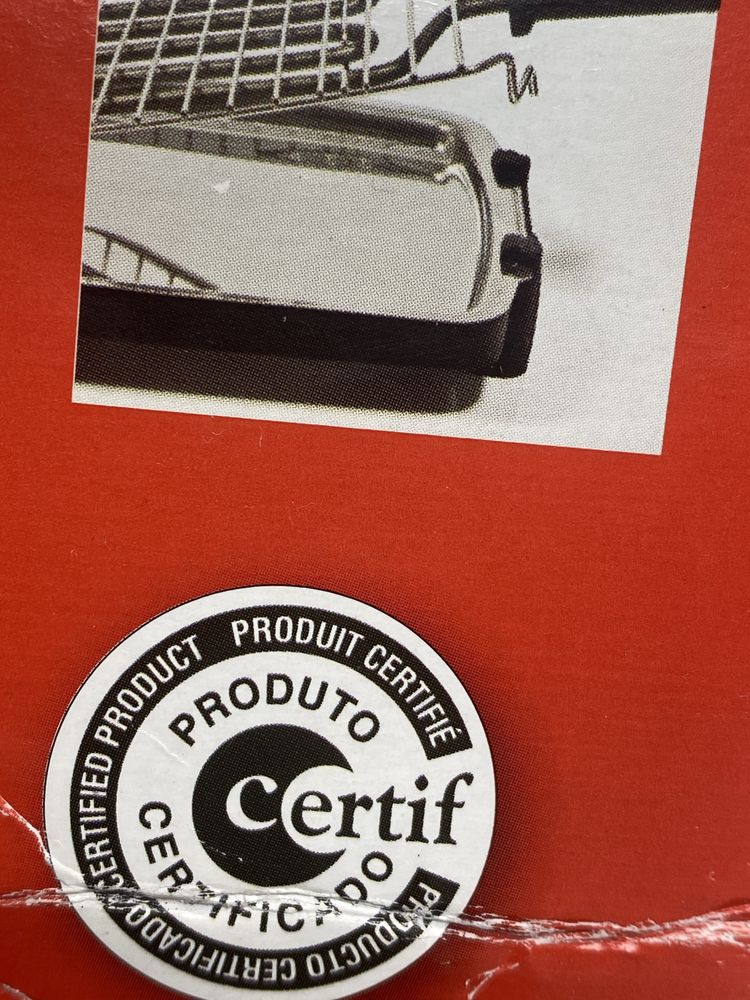 CERTIFIED PRODUCT
PRODUIT CERTIFIÉ
PRODUCTO CERTIFICADO
PRODUTO
certif
CERTIFICADO